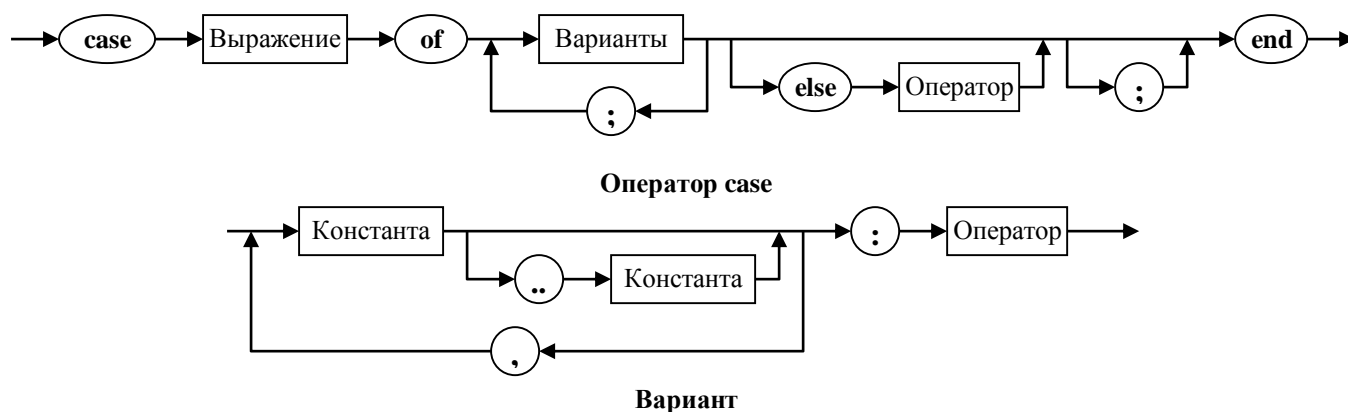 case Выражение of Варианты end
else Оператор ;
;
Оператор case
Константа : Оператор
.. Константа
,
Вариант